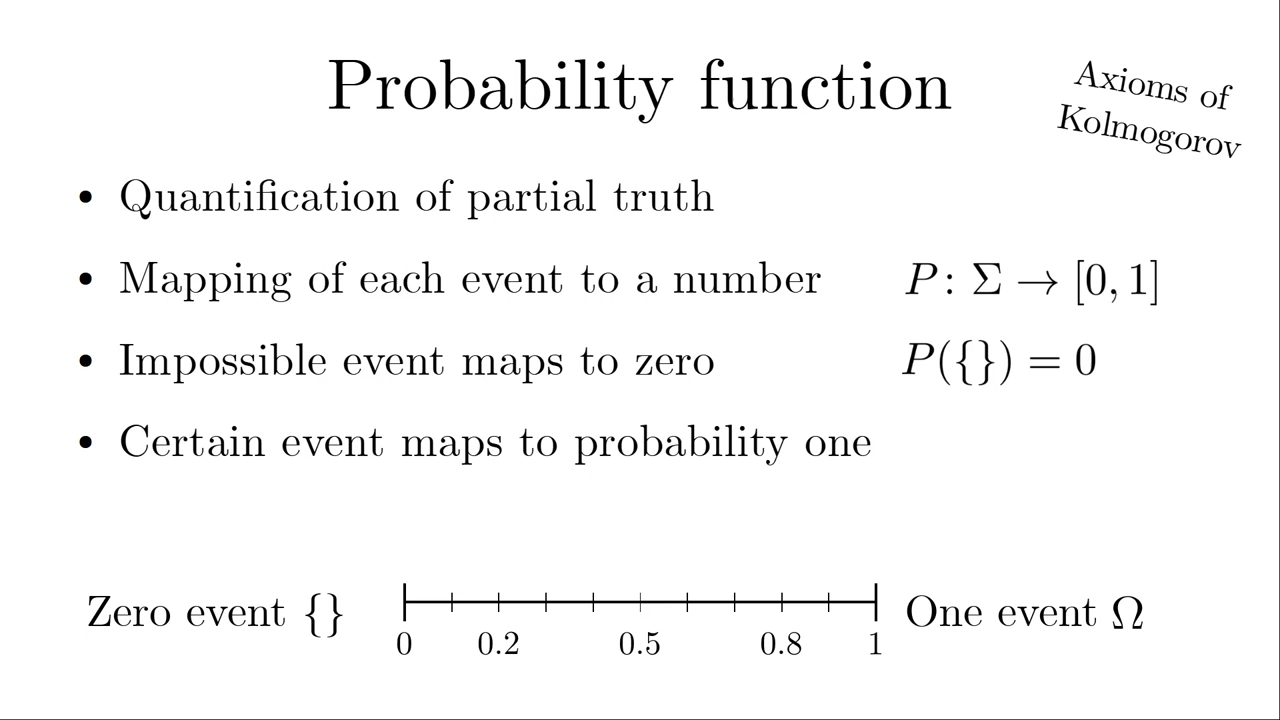 Probability function
Axioms of
Kolmogorov
• Quantification of partial truth
• Mapping of each event to a number P: Σ → [0, 1]
• Impossible event maps to zero P({}) = 0
• Certain event maps to probability one
Zero event {} One event Ω
0 0.2 0.5 0.8 1